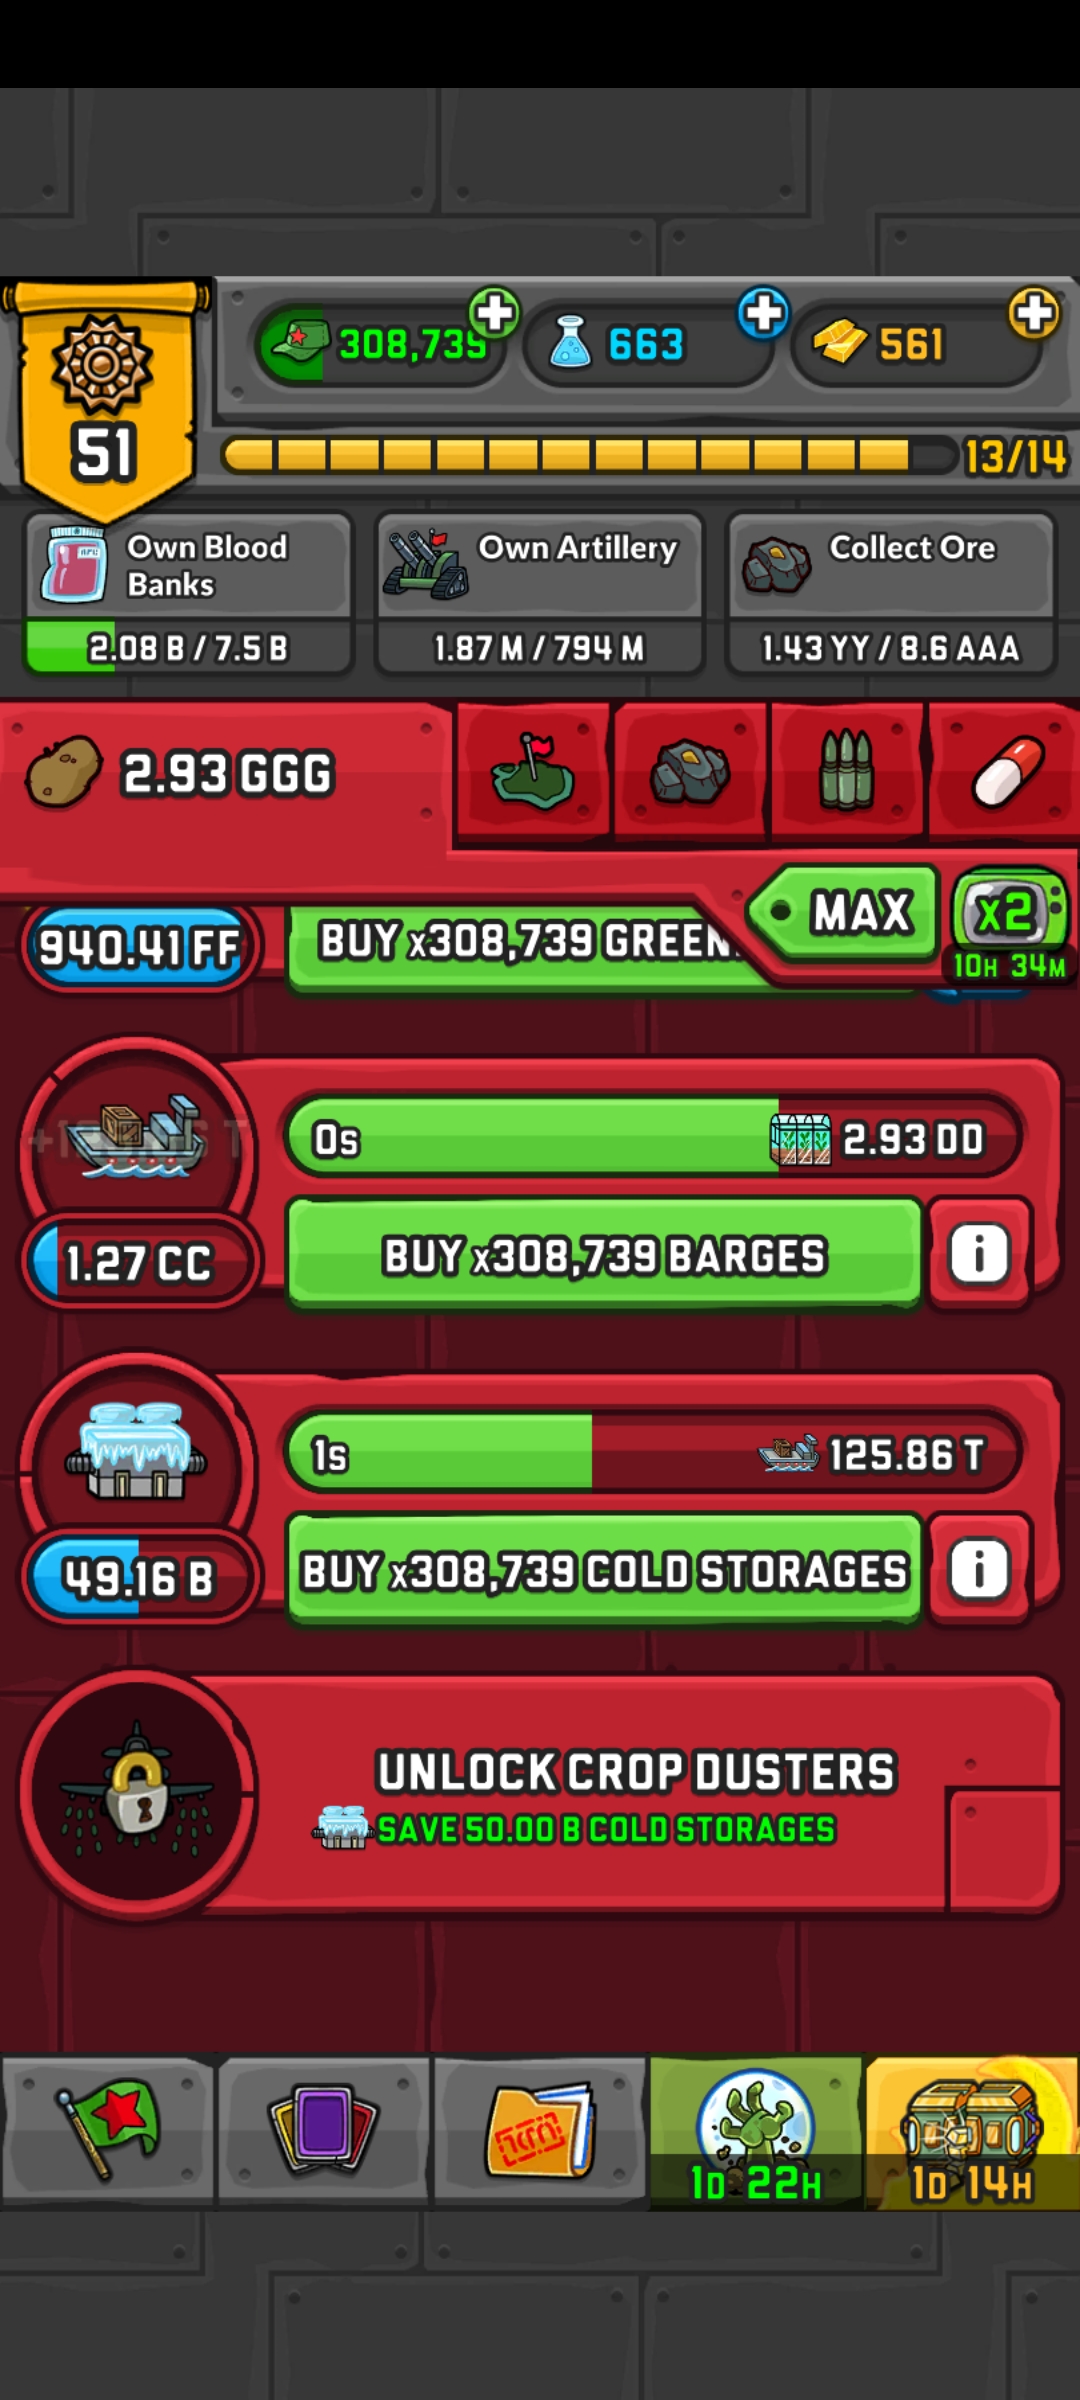 308,739
663
561
51
13/14
Own Blood
Banks
2.08 B / 7.5 B
Own Artillery
1.87 M / 794 M
Collect Ore
1.43 YY / 8.6 AAA
2.93 GGG
MAX
x2
10H 34M
940.41 FF
BUY x308,739 GREEN
0s
2.93 DD
1.27 CC
BUY x308,739 BARGES
i
1s
125.86 T
49.16 B
BUY x308,739 COLD STORAGES
i
UNLOCK CROP DUSTERS
SAVE 50.00 B COLD STORAGES
1D 22H
1D 14H